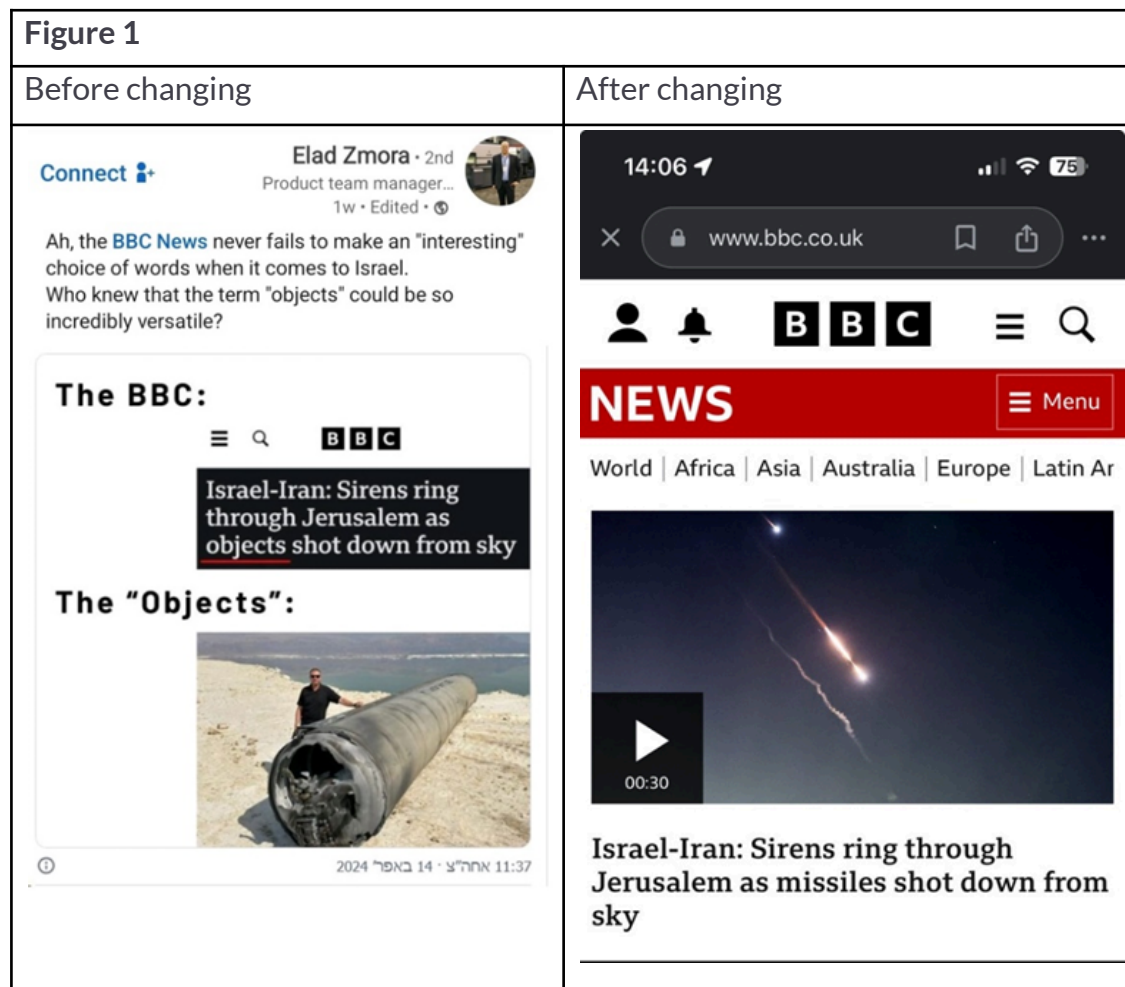 Figure 1
Before changing
After changing
Connect
Elad Zmora · 2nd
Product team manager...
1w · Edited ·
Ah, the BBC News never fails to make an "interesting"
choice of words when it comes to Israel.
Who knew that the term "objects" could be so
incredibly versatile?
The BBC:
BBC
Israel-Iran: Sirens ring
through Jerusalem as
objects shot down from sky
The “Objects”:
11:37 אחה"צ · 14 באפר׳ 2024
14:06
75
www.bbc.co.uk
BBC
NEWS
Menu
World | Africa | Asia | Australia | Europe | Latin Ar
00:30
Israel-Iran: Sirens ring through
Jerusalem as missiles shot down from
sky